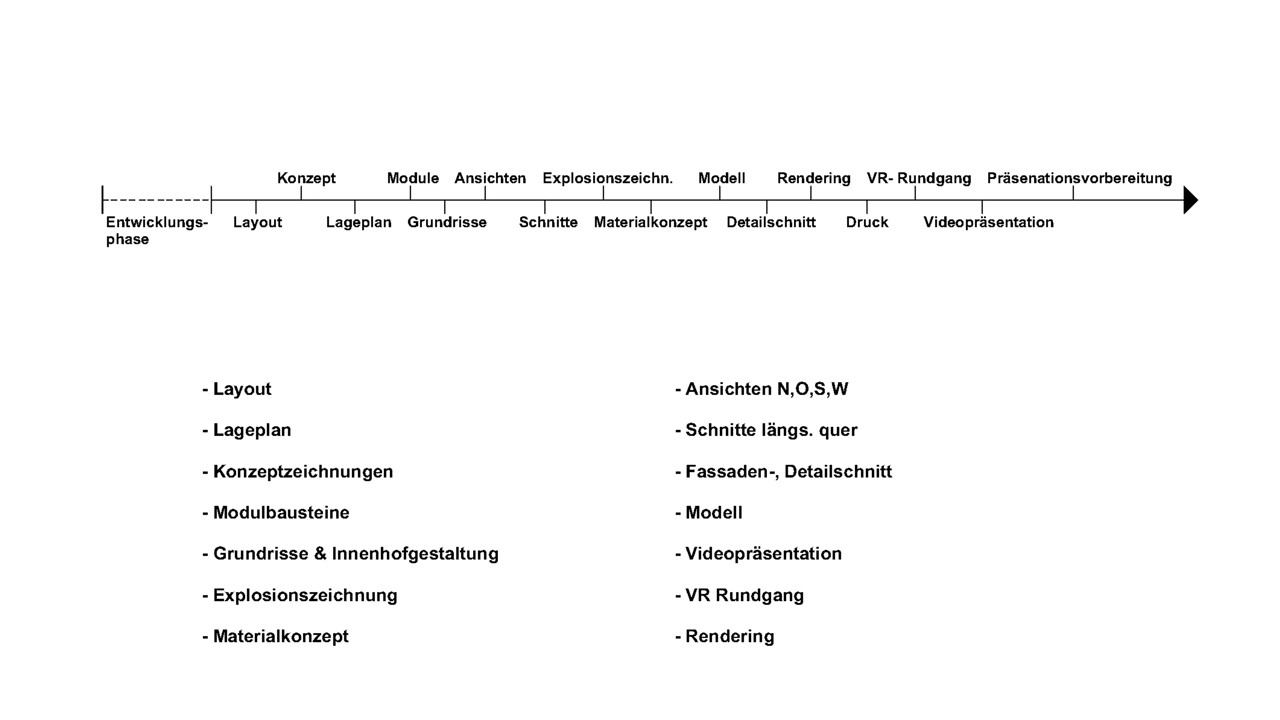 Konzept Module Ansichten Explosionszeichn. Modell Rendering VR- Rundgang Präsenationsvorbereitung
Entwicklungs- Layout Lageplan Grundrisse Schnitte Materialkonzept Detailschnitt Druck Videopräsentation
phase
- Layout
- Lageplan
- Konzeptzeichnungen
- Modulbausteine
- Grundrisse & Innenhofgestaltung
- Explosionszeichnung
- Materialkonzept
- Ansichten N,O,S,W
- Schnitte längs. quer
- Fassaden-, Detailschnitt
- Modell
- Videopräsentation
- VR Rundgang
- Rendering